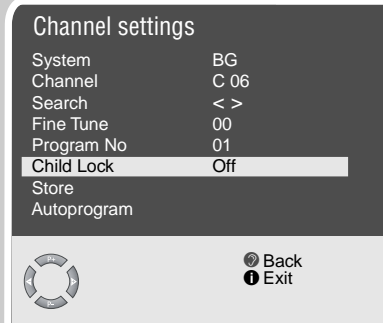 Channel settings
System BG
Channel C 06
Search < >
Fine Tune 00
Program No 01
Child Lock Off
Store
Autoprogram
P+
< >
P-
Back
i Exit